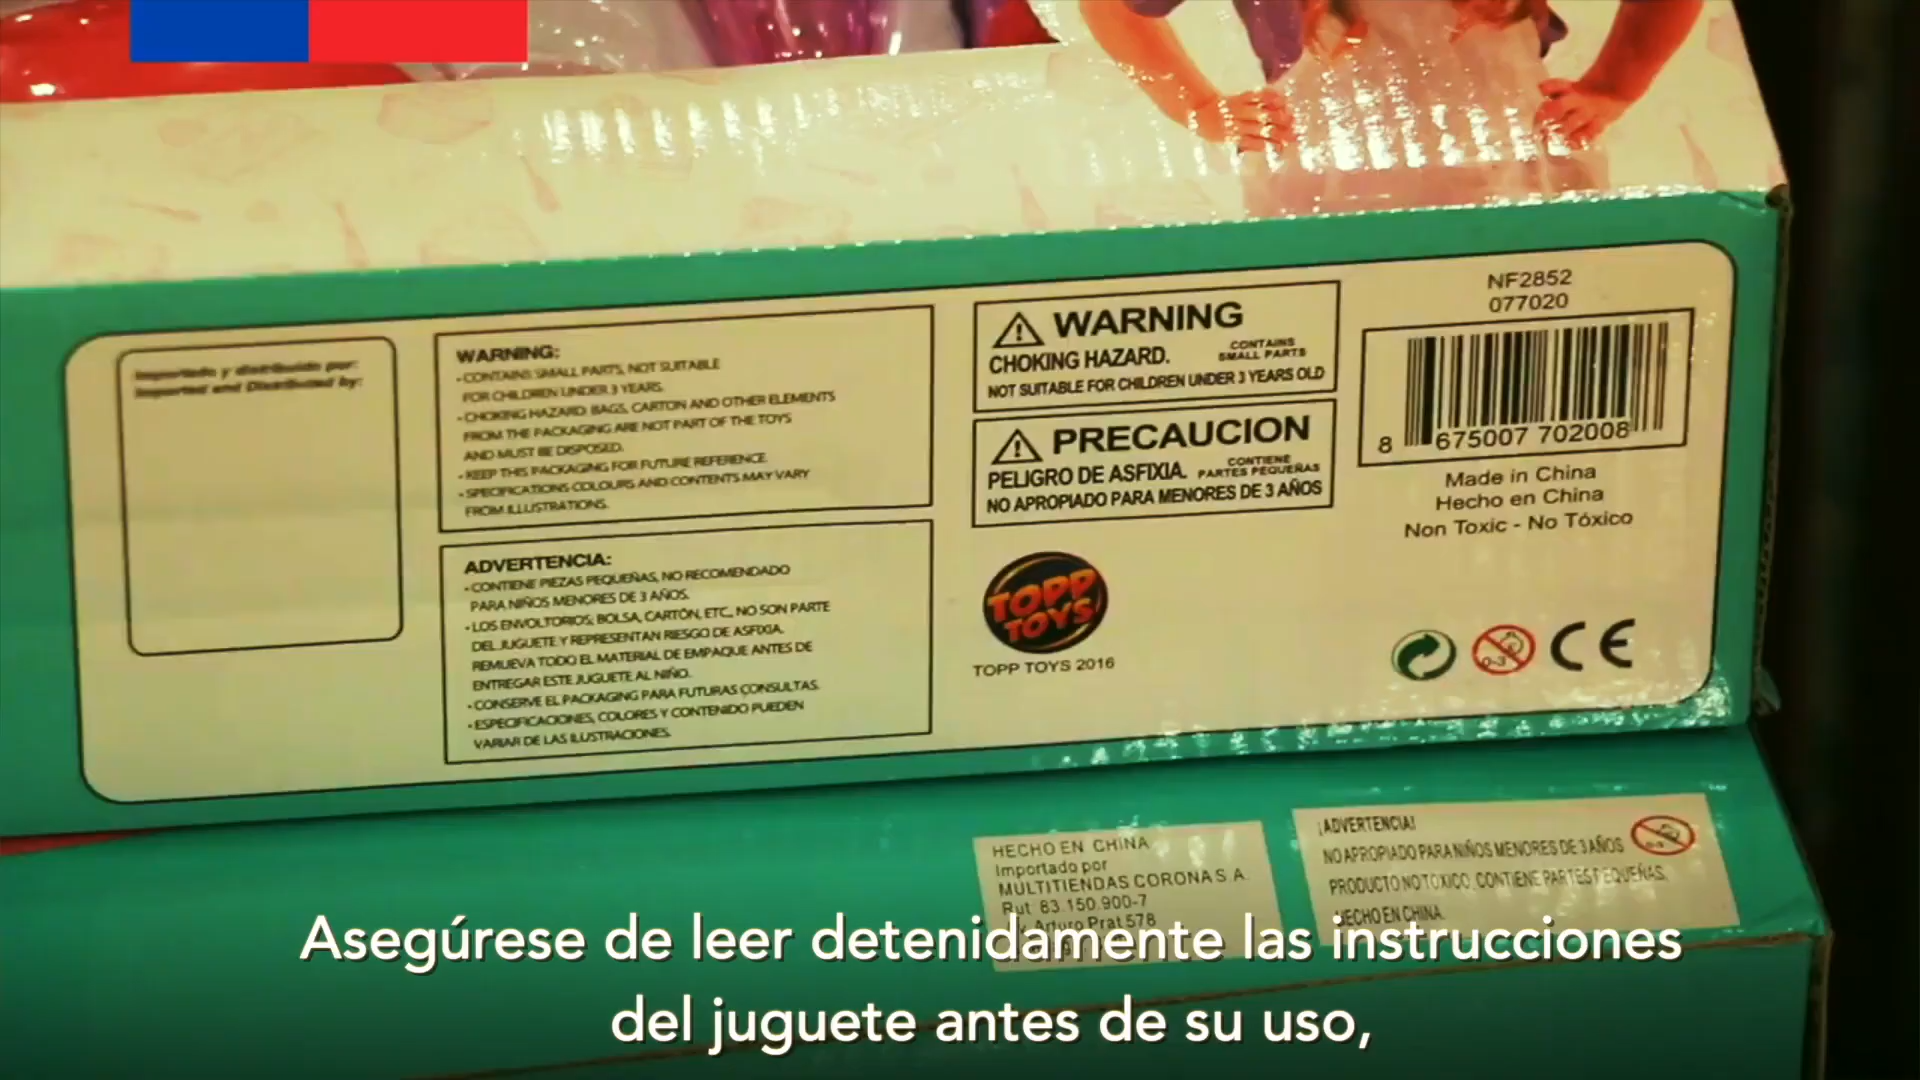 Importado y distribuido por:
Imported and Distributed by:
WARNING:
- CONTAINS SMALL PARTS, NOT SUITABLE
FOR CHILDREN UNDER 3 YEARS.
- CHOKING HAZARD: BAGS, CARTON AND OTHER ELEMENTS
FROM THE PACKAGING ARE NOT PART OF THE TOYS
AND MUST BE DISPOSED.
- KEEP THIS PACKAGING FOR FUTURE REFERENCE.
- SPECIFICATIONS COLOURS AND CONTENTS MAY VARY
FROM ILLUSTRATIONS.
ADVERTENCIA:
- CONTIENE PIEZAS PEQUEÑAS, NO RECOMENDADO
PARA NIÑOS MENORES DE 3 AÑOS.
- LOS ENVOLTORIOS; BOLSA, CARTÓN, ETC, NO SON PARTE
DEL JUGUETE Y REPRESENTAN RIESGO DE ASFIXIA.
REMUEVA TODO EL MATERIAL DE EMPAQUE ANTES DE
ENTREGAR ESTE JUGUETE AL NIÑO.
- CONSERVE EL PACKAGING PARA FUTURAS CONSULTAS.
- ESPECIFICACIONES, COLORES Y CONTENIDO PUEDEN
VARIAR DE LAS ILUSTRACIONES.
WARNING
CHOKING HAZARD. CONTAINS SMALL PARTS
NOT SUITABLE FOR CHILDREN UNDER 3 YEARS OLD
PRECAUCION
PELIGRO DE ASFIXIA. CONTIENE PARTES PEQUEÑAS
NO APROPIADO PARA MENORES DE 3 AÑOS
TOPP
TOYS
TOPP TOYS 2016
NF2852
077020
8 675007 702008
Made in China
Hecho en China
Non Toxic - No Tóxico
0-3
CE
HECHO EN CHINA
Importado por
MULTITIENDAS CORONA S.A.
Rut: 83.150.900-7
Arturo Prat 578
¡ADVERTENCIA!
NO APROPIADO PARA NIÑOS MENORES DE 3 AÑOS
PRODUCTO NO TOXICO, CONTIENE PARTES PEQUEÑAS,
HECHO EN CHINA.
0-3
Asegúrese de leer detenidamente las instrucciones
del juguete antes de su uso,